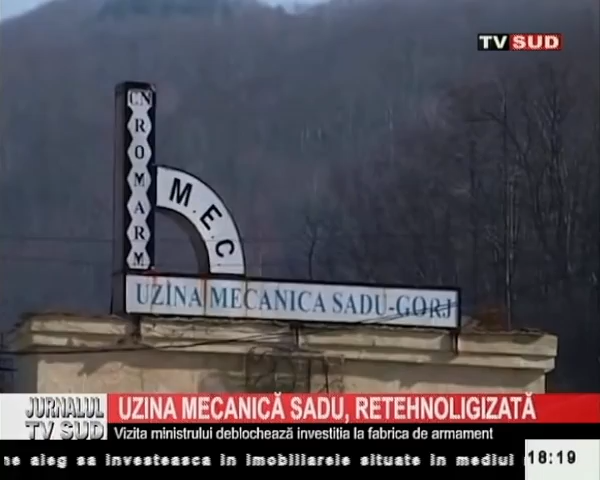 TV SUD
C.N
ROMARM
M.E.C
UZINA MECANICA SADU-GORJ
JURNALUL
TV SUD
UZINA MECANICĂ SADU, RETEHNOLIGIZATĂ
Vizita ministrului deblochează investiția la fabrica de armament
ne aleg sa investeasca in imobiliarele situate in mediul
18:19